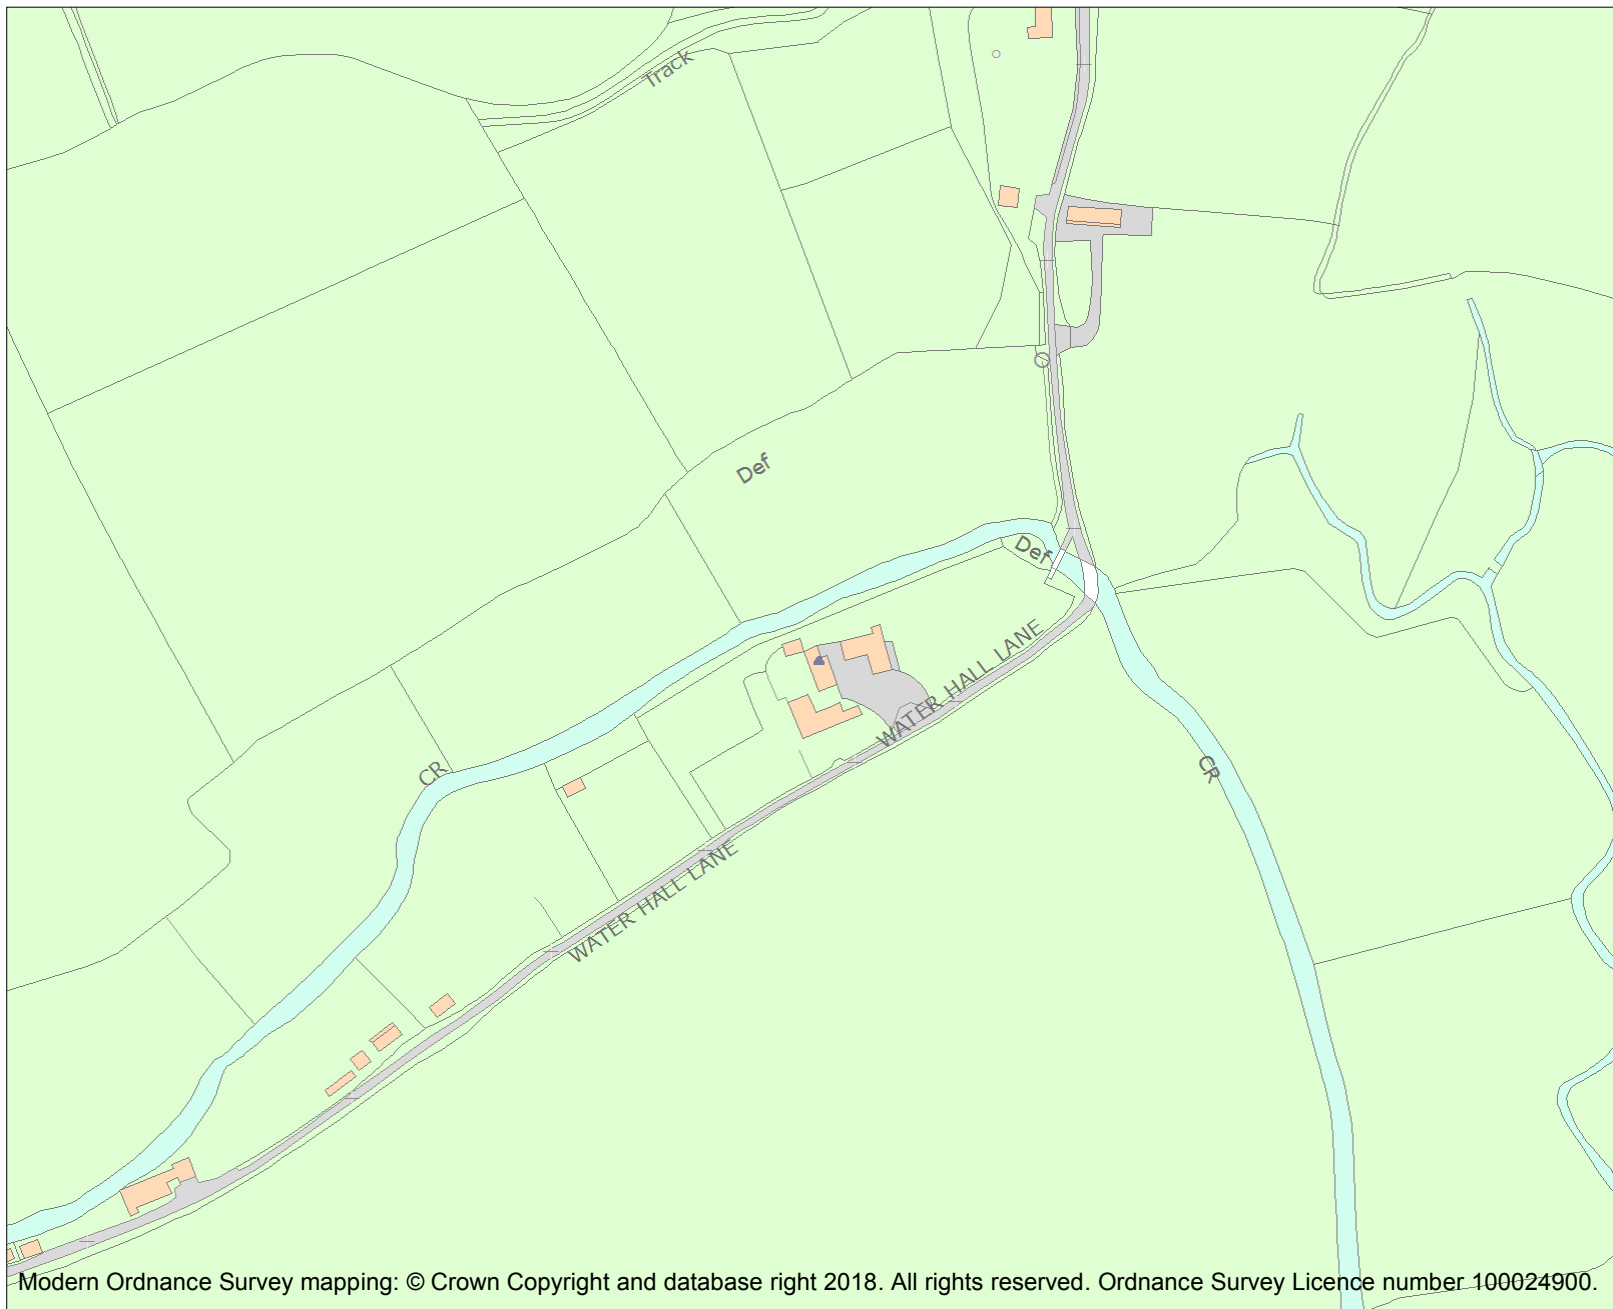 Track
Def
Def
WATER HALL LANE
CR
CR
WATER HALL LANE
Modern Ordnance Survey mapping: © Crown Copyright and database right 2018. All rights reserved. Ordnance Survey Licence number 100024900.